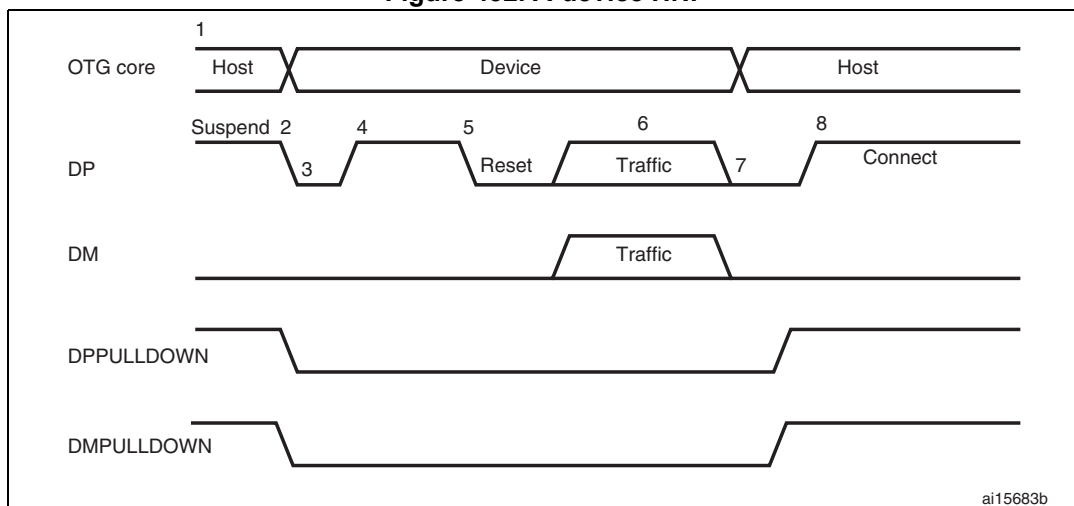 1
OTG core Host Device Host
Suspend 2 4 5 6 8
DP 3 Reset Traffic 7 Connect
DM Traffic
DPPULLDOWN
DMPULLDOWN
ai15683b